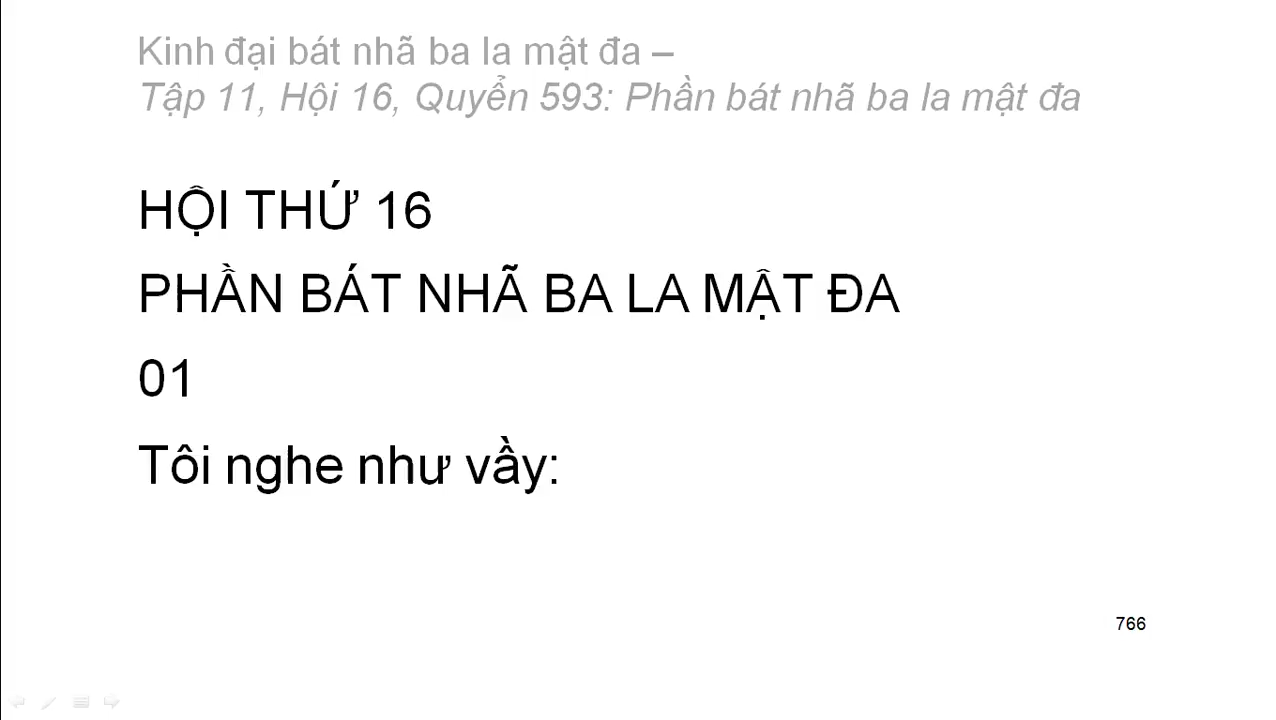 Kinh đại bát nhã ba la mật đa –
Tập 11, Hội 16, Quyển 593: Phần bát nhã ba la mật đa
HỘI THỨ 16
PHẦN BÁT NHÃ BA LA MẬT ĐA
01
Tôi nghe như vầy:
766